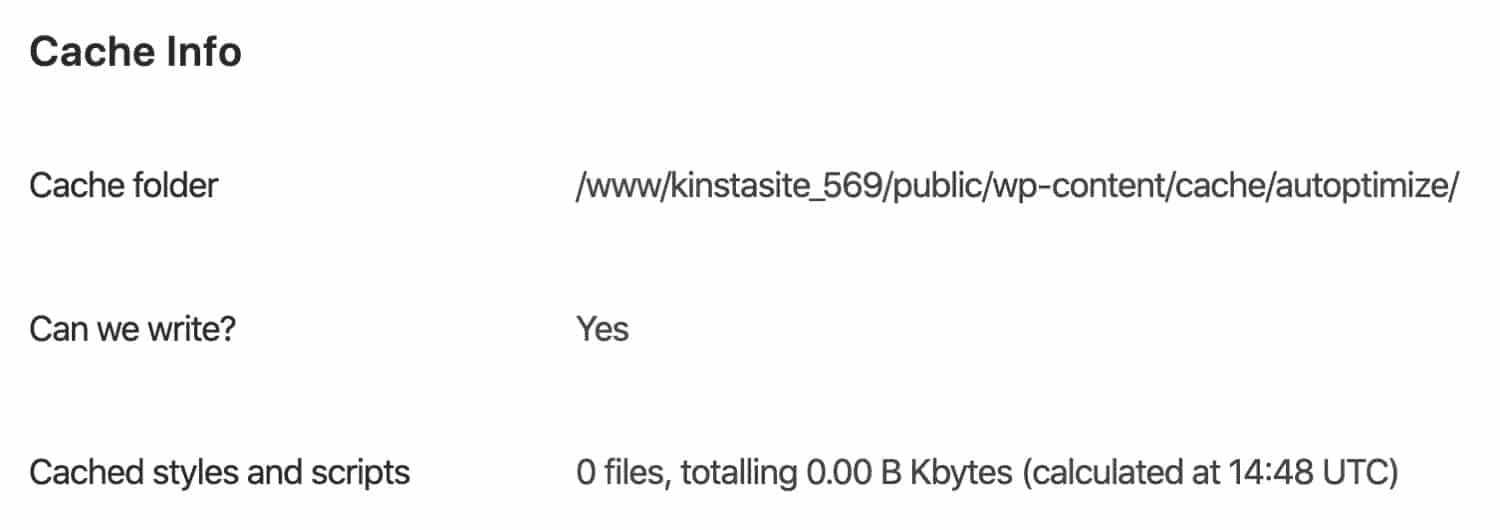 Cache Info
Cache folder /www/kinstasite_569/public/wp-content/cache/autoptimize/
Can we write? Yes
Cached styles and scripts 0 files, totalling 0.00 B Kbytes (calculated at 14:48 UTC)